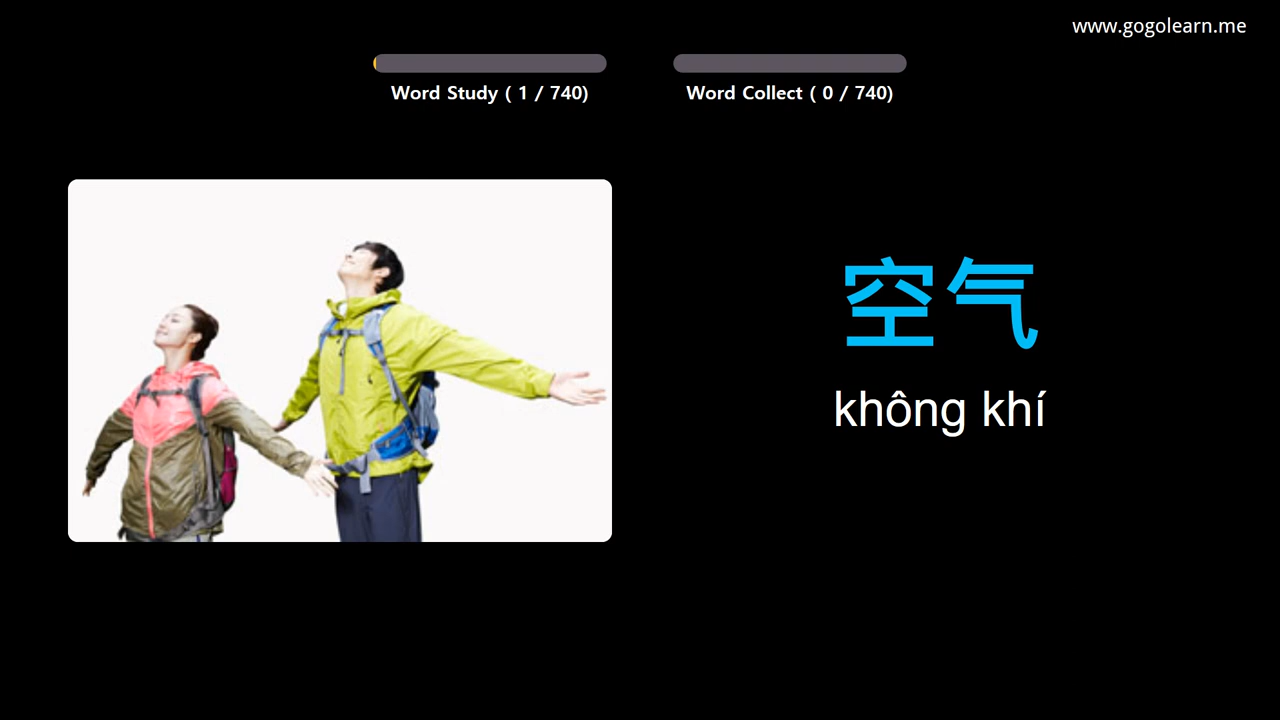 www.gogolearn.me
Word Study ( 1 / 740)
Word Collect ( 0 / 740)
空气
không khí